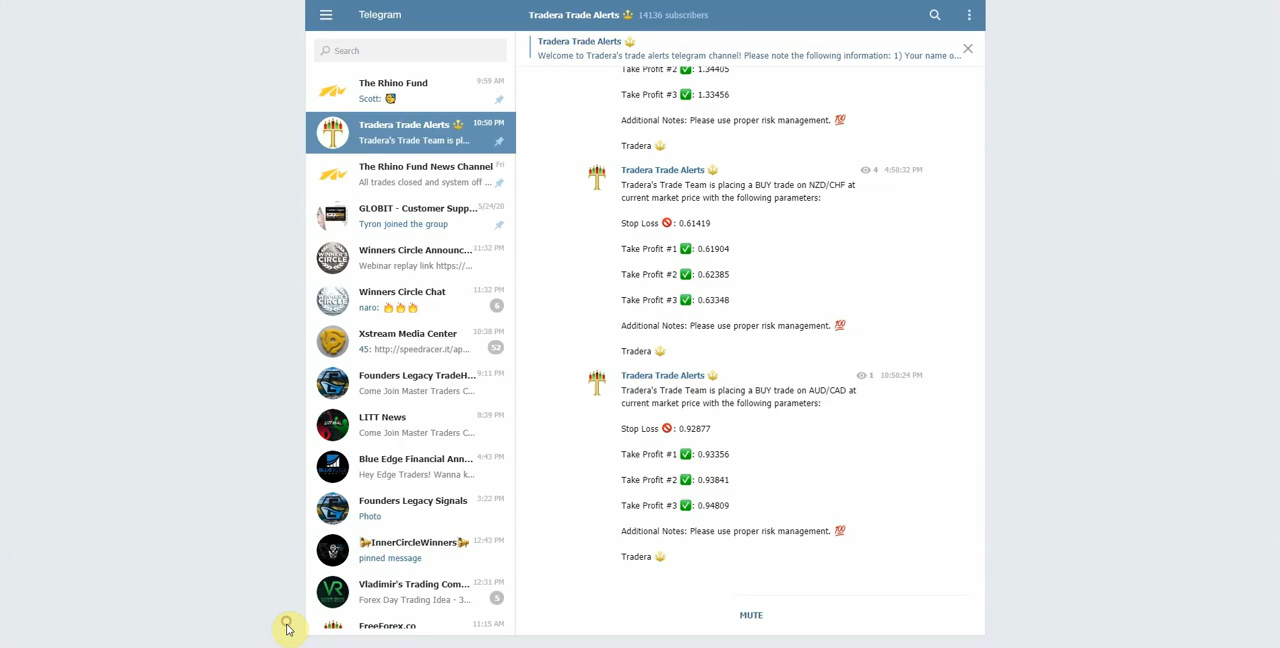 Telegram
Tradera Trade Alerts 🔱 14136 subscribers
Search
The Rhino Fund 9:59 AM
Scott: 
Tradera Trade Alerts 🔱 10:50 PM
Tradera's Trade Team is pl...
The Rhino Fund News Channel Fri
All trades closed and system off ...
GLOBIT - Customer Supp... 5/24/20
Tyron joined the group
Winners Circle Announc... 11:32 PM
Webinar replay link https://...
Winners Circle Chat 11:32 PM
naro: 🔥🔥🔥 6
Xstream Media Center 10:38 PM
45: http://speedracer.it/ap... 52
Founders Legacy TradeH... 9:11 PM
Come Join Master Traders C...
LITT News 8:39 PM
Come Join Master Traders C...
Blue Edge Financial Ann... 4:43 PM
Hey Edge Traders! Wanna k...
Founders Legacy Signals 3:22 PM
Photo
InnerCircleWinners 12:43 PM
pinned message
Vladimir's Trading Com... 12:31 PM
Forex Day Trading Idea - 3... 5
FreeForex.co 11:15 AM
Tradera Trade Alerts 🔱
Welcome to Tradera's trade alerts telegram channel! Please note the following information: 1) Your name o...
Take Profit #2 ✅: 1.34405
Take Profit #3 ✅: 1.33456
Additional Notes: Please use proper risk management. 💯
Tradera 🔱
Tradera Trade Alerts 🔱 4 4:50:32 PM
Tradera's Trade Team is placing a BUY trade on NZD/CHF at
current market price with the following parameters:
Stop Loss 🚫: 0.61419
Take Profit #1 ✅: 0.61904
Take Profit #2 ✅: 0.62385
Take Profit #3 ✅: 0.63348
Additional Notes: Please use proper risk management. 💯
Tradera 🔱
Tradera Trade Alerts 🔱 1 10:50:24 PM
Tradera's Trade Team is placing a BUY trade on AUD/CAD at
current market price with the following parameters:
Stop Loss 🚫: 0.92877
Take Profit #1 ✅: 0.93356
Take Profit #2 ✅: 0.93841
Take Profit #3 ✅: 0.94809
Additional Notes: Please use proper risk management. 💯
Tradera 🔱
MUTE